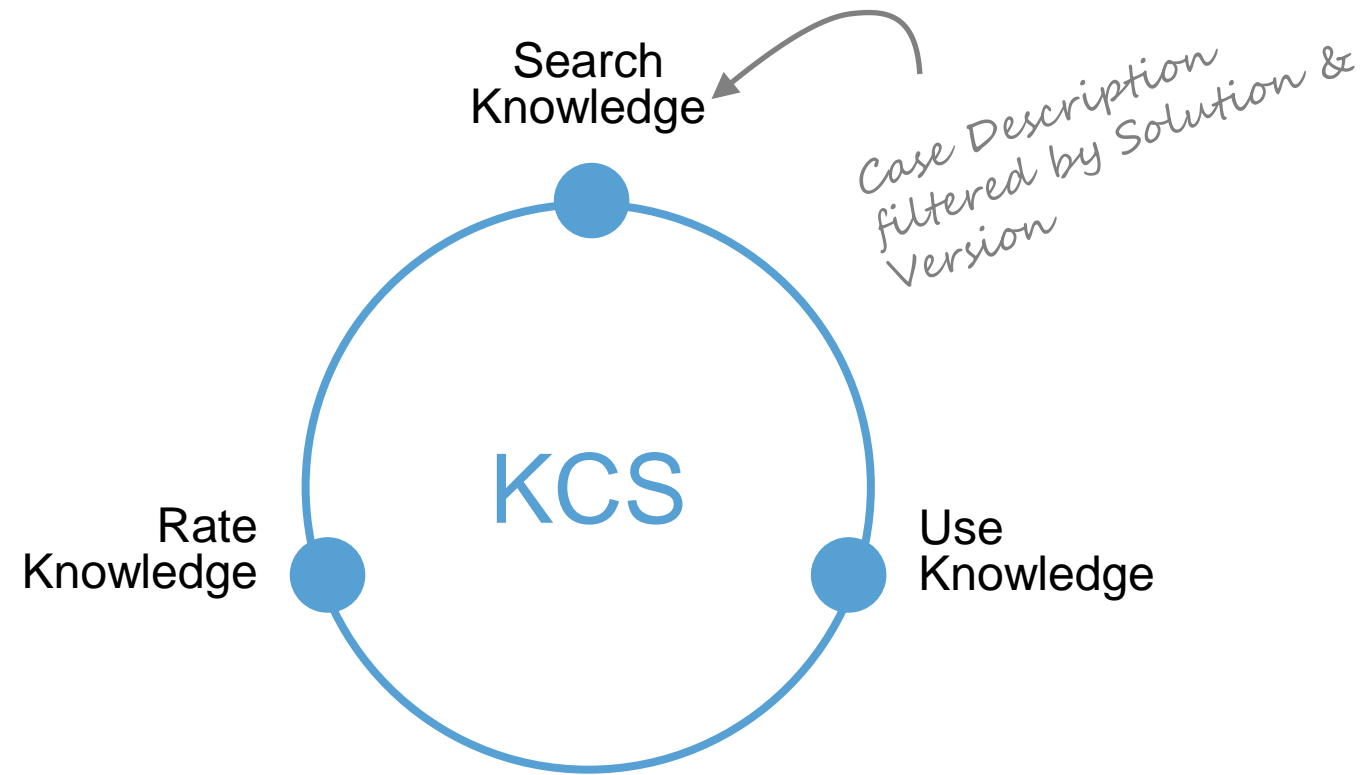 Search
Knowledge
Case Description
filtered by Solution &
Version
KCS
Rate
Knowledge
Use
Knowledge